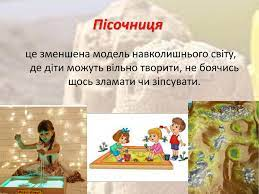 Пісочниця
це зменшена модель навколишнього світу,
де діти можуть вільно творити, не боячись
щось зламати чи зіпсувати.